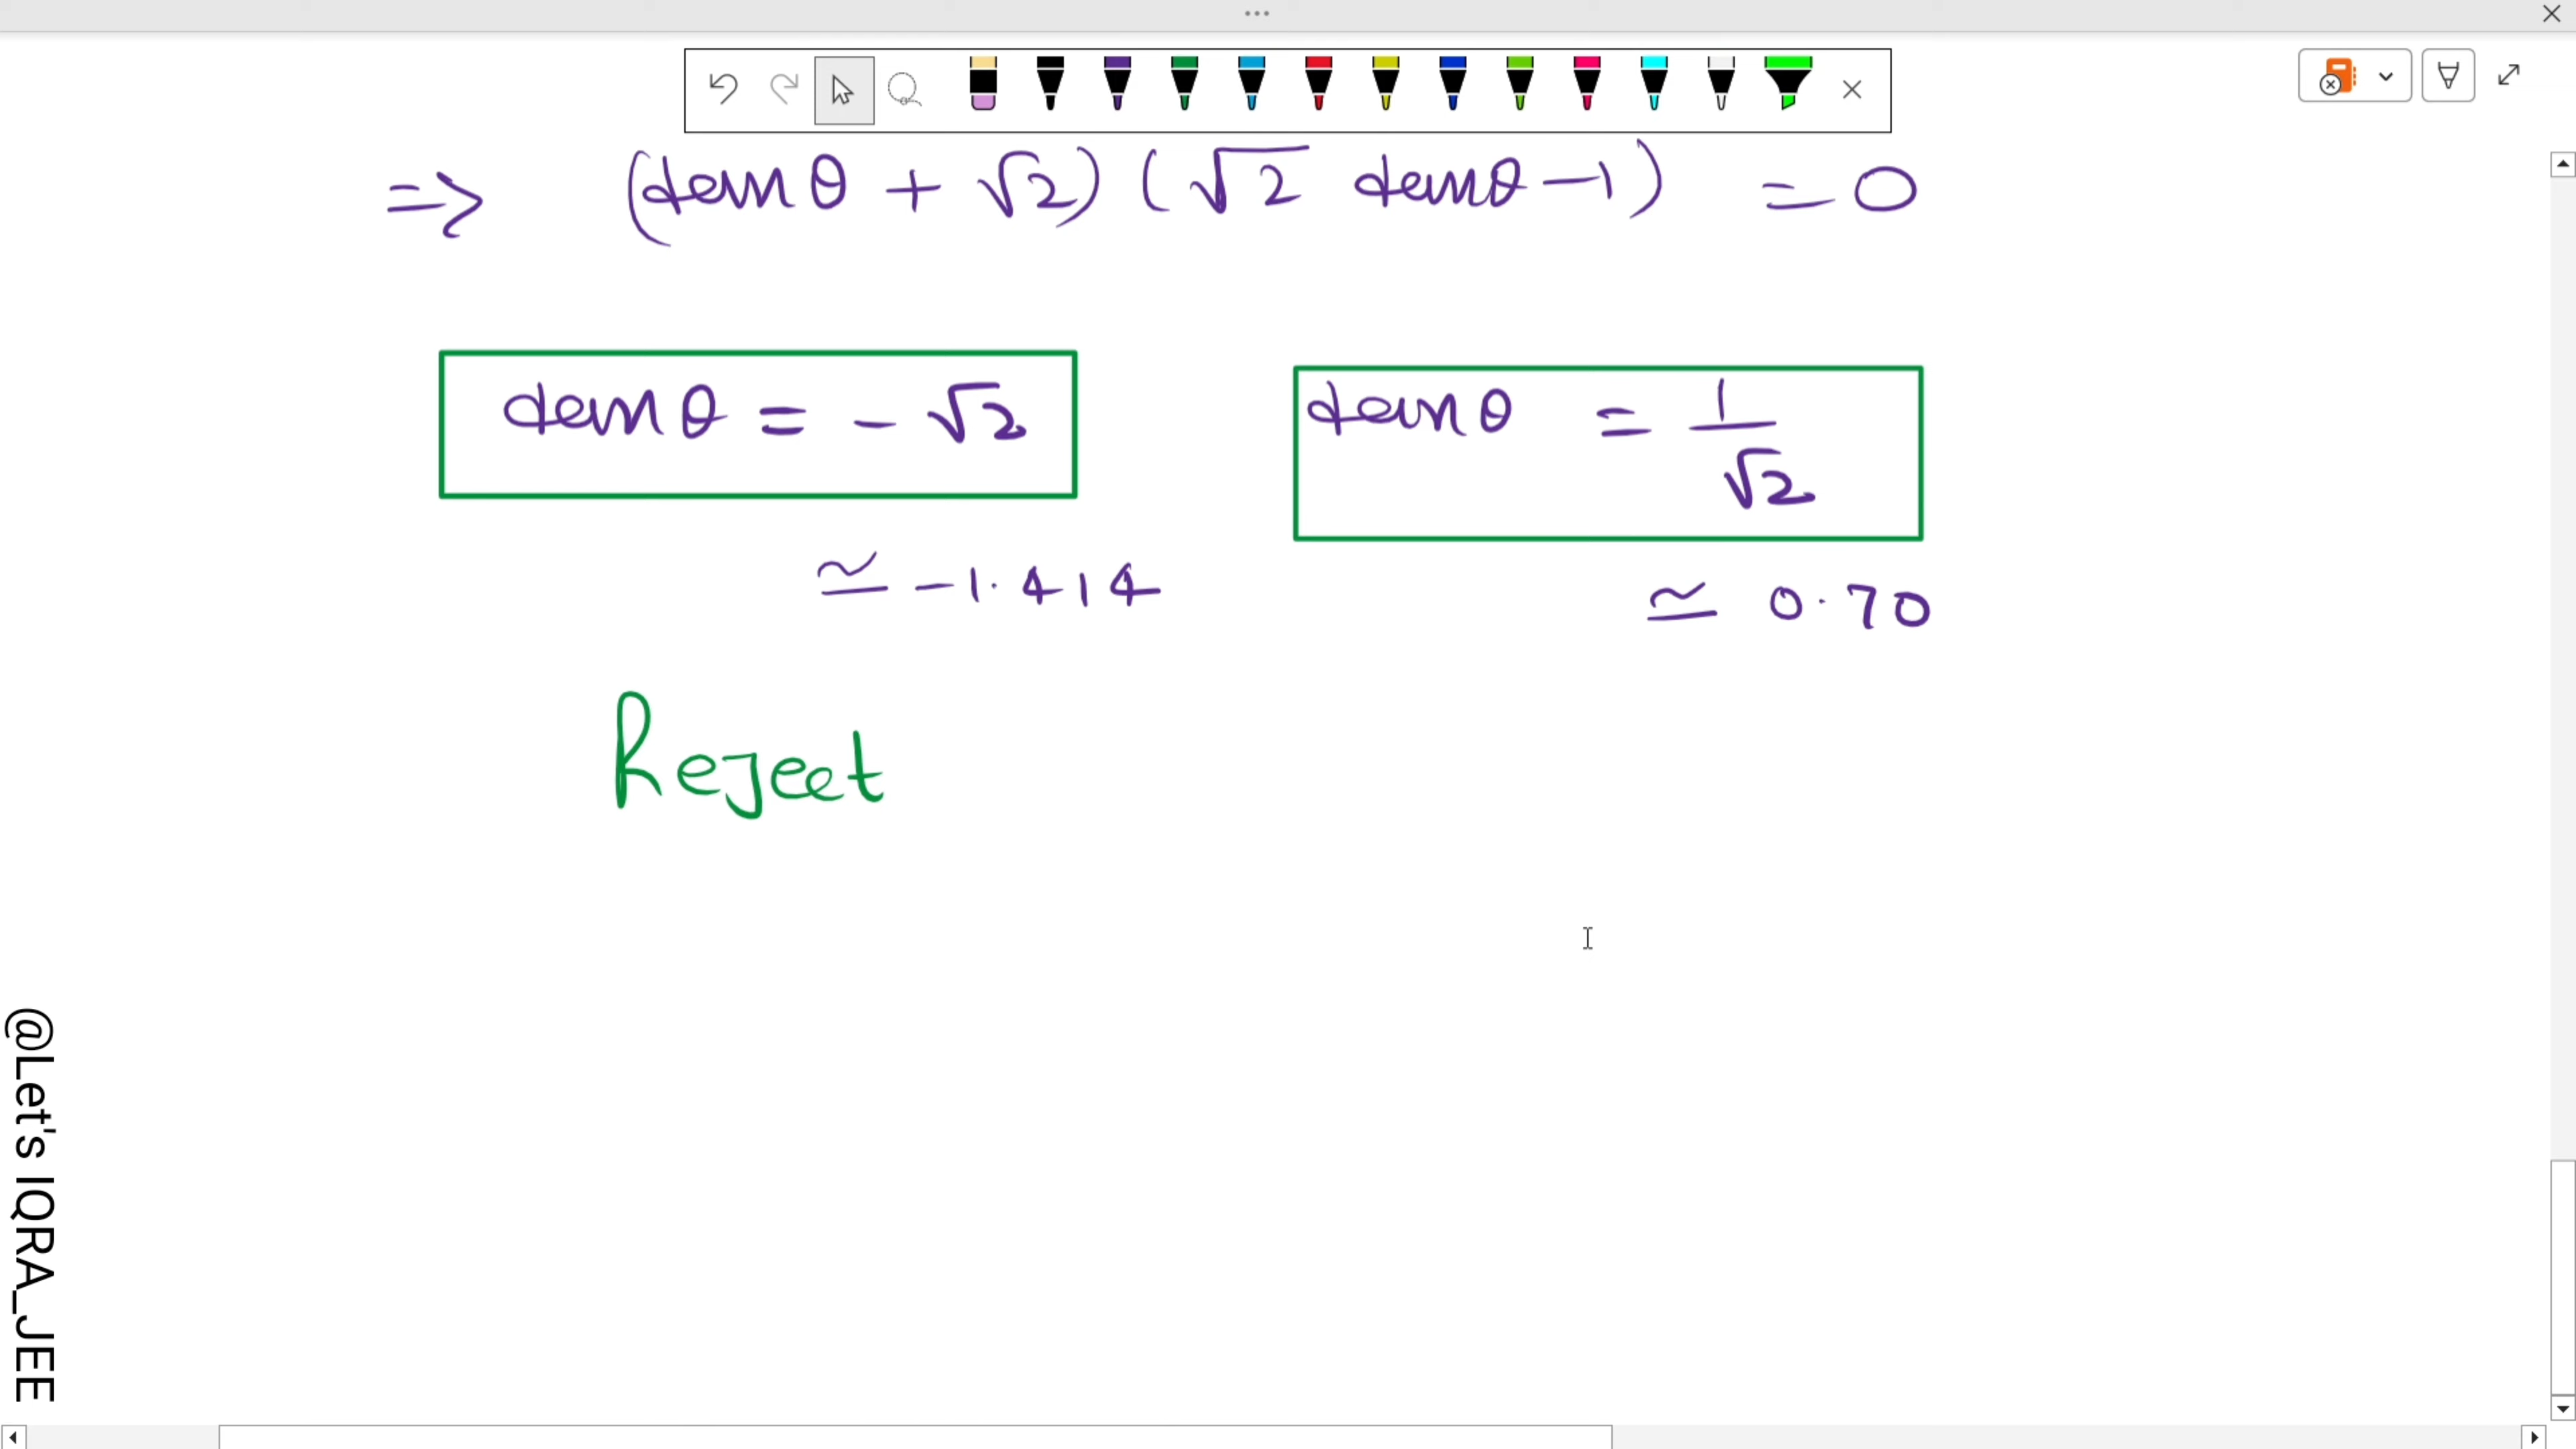 => (tan θ + √2) (√2 tan θ - 1) = 0
tan θ = - √2
tan θ = 1/√2
≅ -1.414
≅ 0.70
Reject
@Let's IQRA_JEE